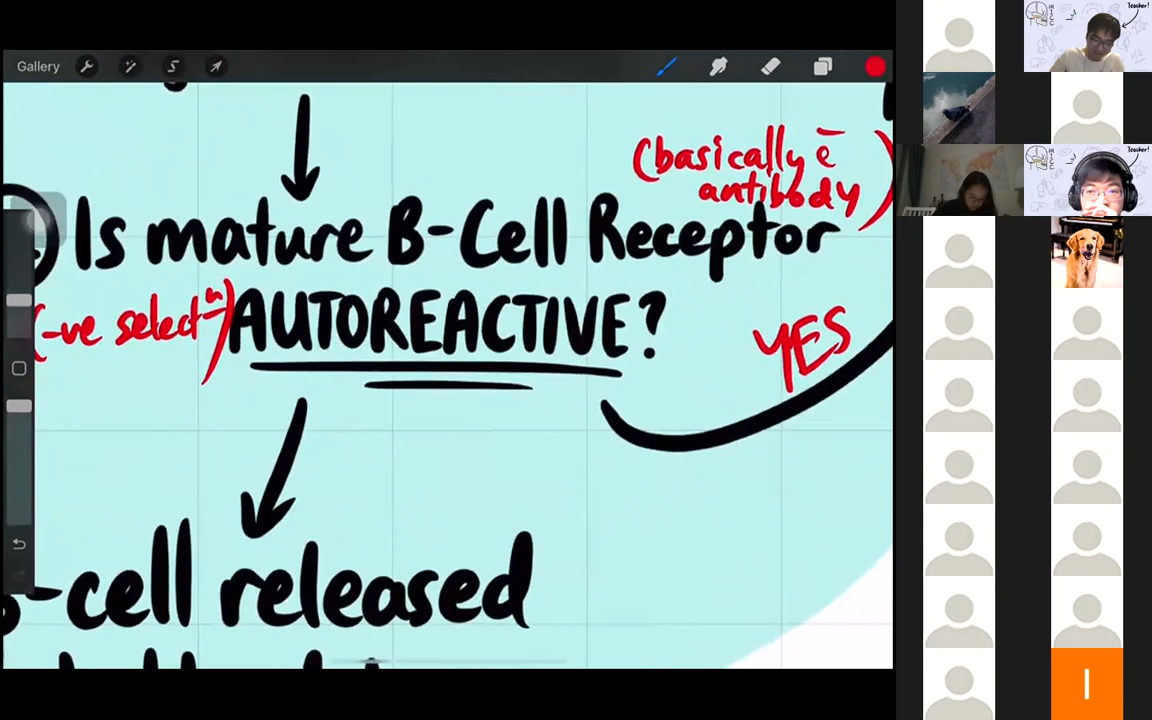 Gallery
(basically ē
antibody)
Is mature B-Cell Receptor
(-ve selectⁿ)
AUTOREACTIVE?
YES
-cell released
Teacher!
Teacher!
I